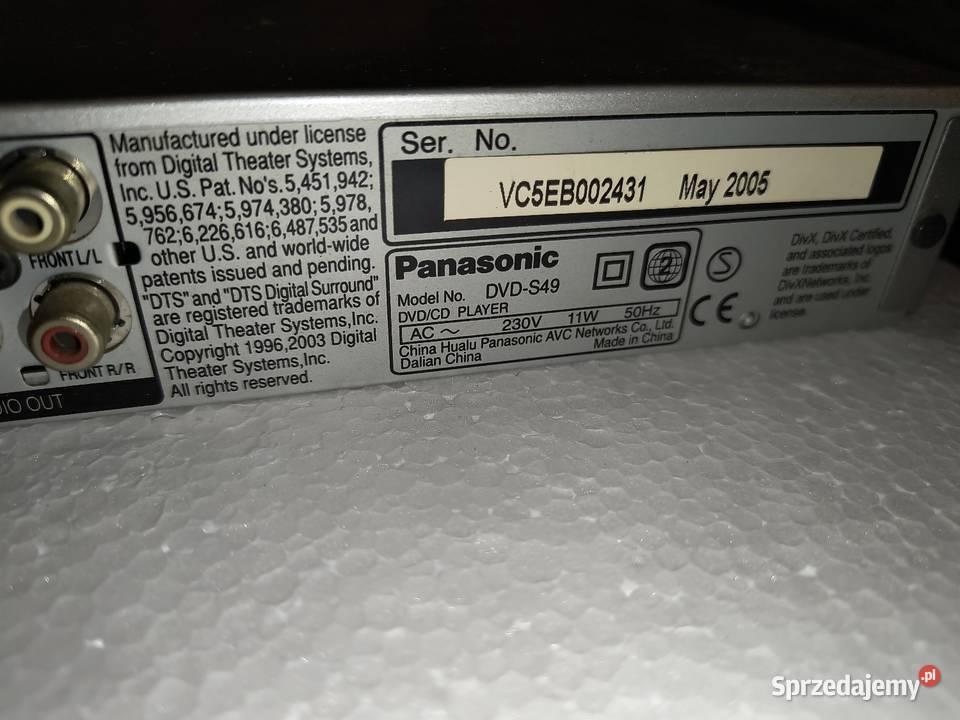 Manufactured under license
from Digital Theater Systems,
Inc. U.S. Pat. No's. 5,451,942;
5,956,674; 5,974,380; 5,978,
762; 6,226,616; 6,487,535 and
other U.S. and world-wide
patents issued and pending.
"DTS" and "DTS Digital Surround"
are registered trademarks of
Digital Theater Systems, Inc.
Copyright 1996,2003 Digital
Theater Systems, Inc.
All rights reserved.
FRONT L/L
FRONT R/R
IO OUT
Ser. No.
VC5EB002431 May 2005
Panasonic
Model No. DVD-S49
DVD/CD PLAYER
AC ~ 230V 11W 50Hz
China Hualu Panasonic AVC Networks Co., Ltd.
Dalian China Made in China
2
S
CE
DivX, DivX Certified,
and associated logos
are trademarks of
DivXNetworks, Inc.
and are used under
license.
Sprzedajemy.pl